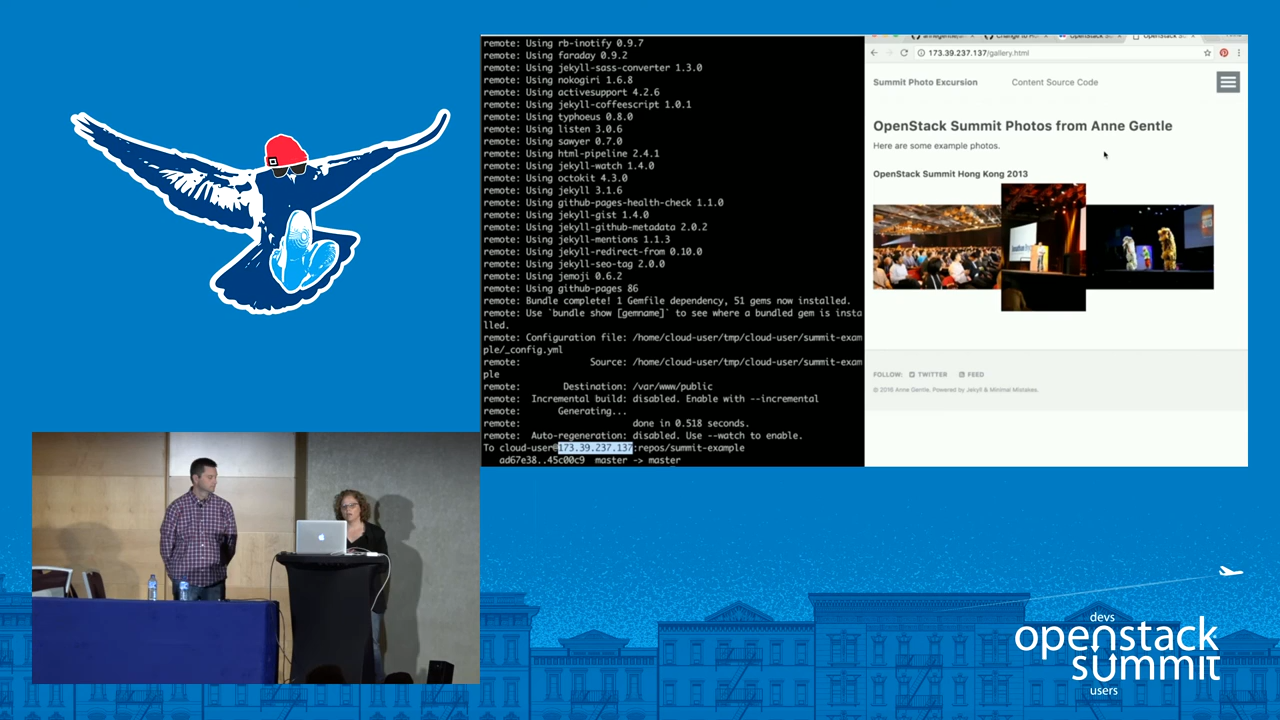 remote: Using rb-inotify 0.9.7
remote: Using faraday 0.9.2
remote: Using jekyll-sass-converter 1.3.0
remote: Using nokogiri 1.6.8
remote: Using activesupport 4.2.6
remote: Using jekyll-coffeescript 1.0.1
remote: Using typhoeus 0.8.0
remote: Using listen 3.0.6
remote: Using sawyer 0.7.0
remote: Using html-pipeline 2.4.1
remote: Using jekyll-watch 1.4.0
remote: Using octokit 4.3.0
remote: Using jekyll 3.1.6
remote: Using github-pages-health-check 1.1.0
remote: Using jekyll-gist 1.4.0
remote: Using jekyll-github-metadata 2.0.2
remote: Using jekyll-mentions 1.1.3
remote: Using jekyll-redirect-from 0.10.0
remote: Using jekyll-seo-tag 2.0.0
remote: Using jemoji 0.6.2
remote: Using github-pages 86
remote: Bundle complete! 1 Gemfile dependency, 51 gems now installed.
remote: Use `bundle show [gemname]` to see where a bundled gem is insta
lled.
remote: Configuration file: /home/cloud-user/tmp/cloud-user/summit-exam
ple/_config.yml
remote: Source: /home/cloud-user/tmp/cloud-user/summit-exam
ple
remote: Destination: /var/www/public
remote: Incremental build: disabled. Enable with --incremental
remote: Generating...
remote: done in 0.518 seconds.
remote: Auto-regeneration: disabled. Use --watch to enable.
To cloud-user@173.39.237.137:repos/summit-example
ad67e38..45c00c9 master -> master
173.39.237.137/gallery.html
Summit Photo Excursion Content Source Code
OpenStack Summit Photos from Anne Gentle
Here are some example photos.
OpenStack Summit Hong Kong 2013
FOLLOW: TWITTER FEED
© 2016 Anne Gentle. Powered by Jekyll & Minimal Mistakes.
devs
openstack
summit
users